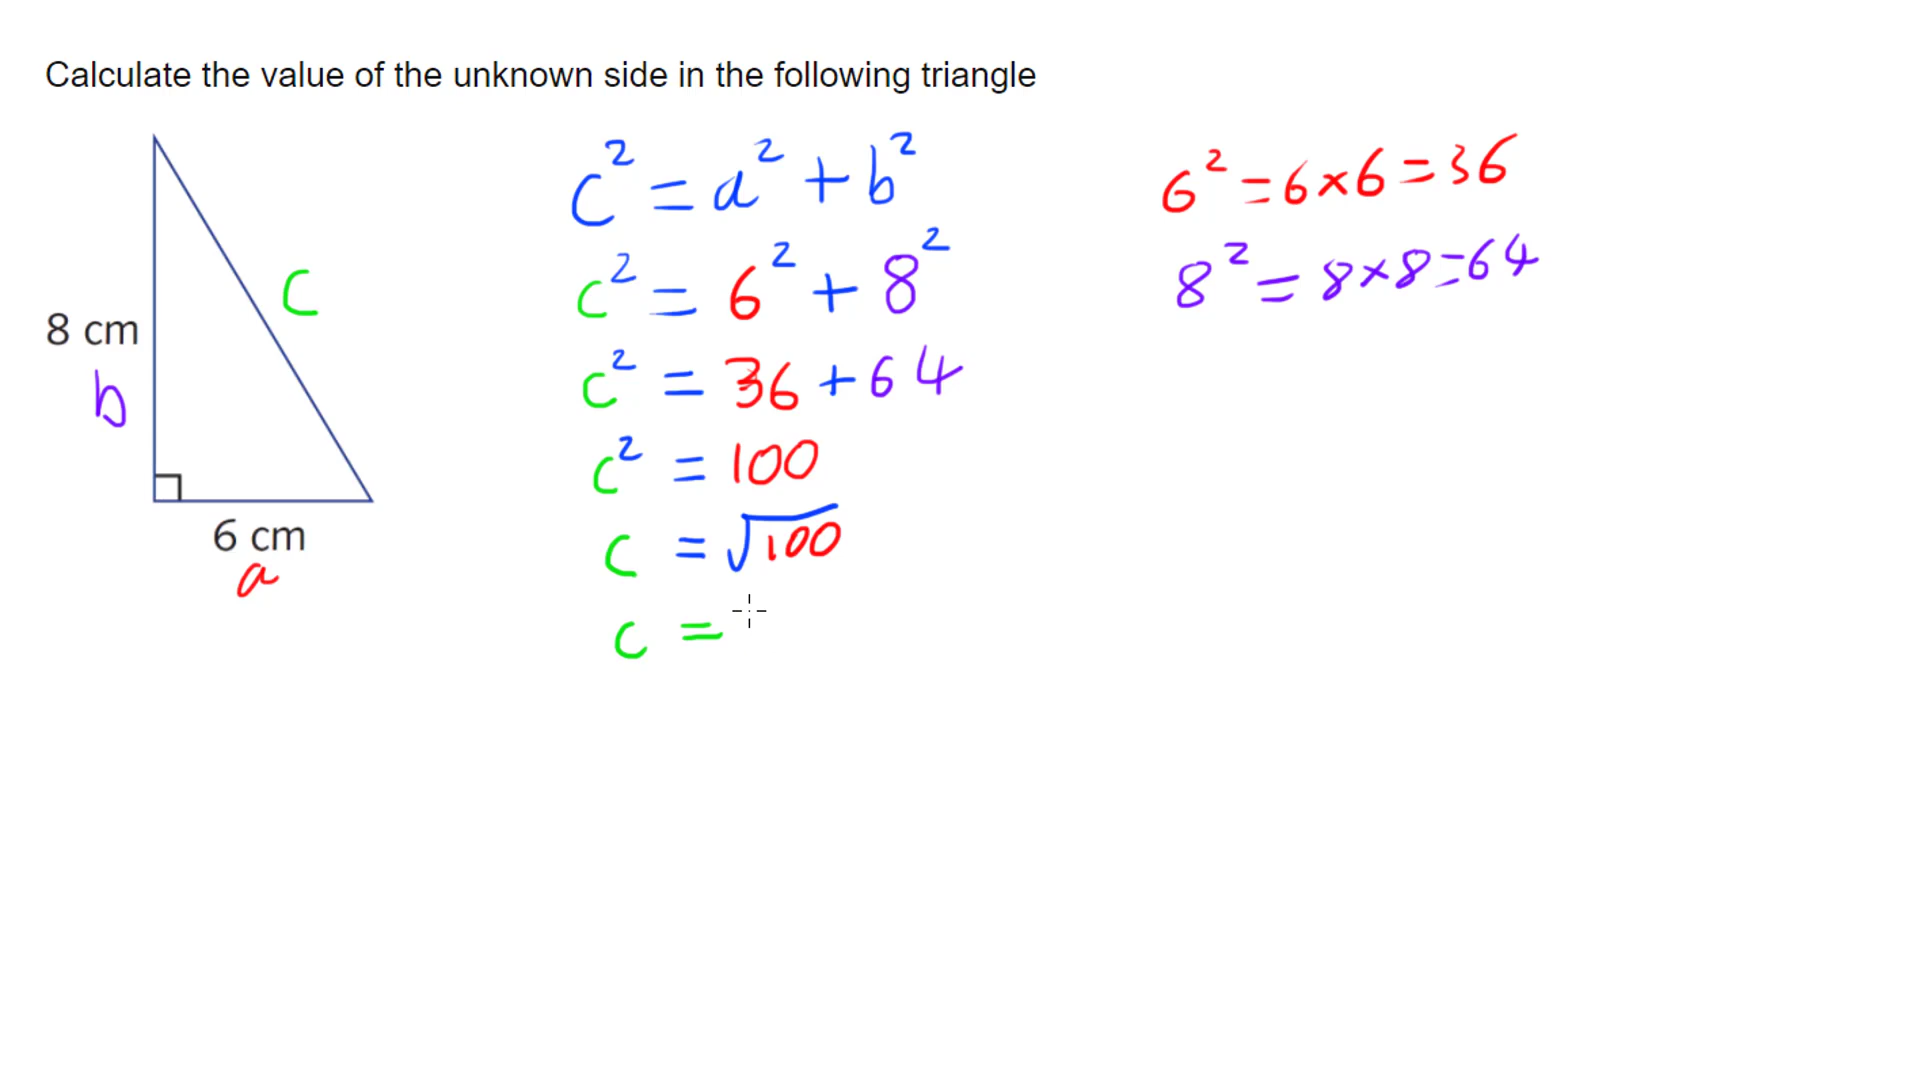 Calculate the value of the unknown side in the following triangle
8 cm
b
c
6 cm
a
c² = a² + b²
c² = 6² + 8²
c² = 36 + 64
c² = 100
c = √100
c =
6² = 6 × 6 = 36
8² = 8 × 8 = 64